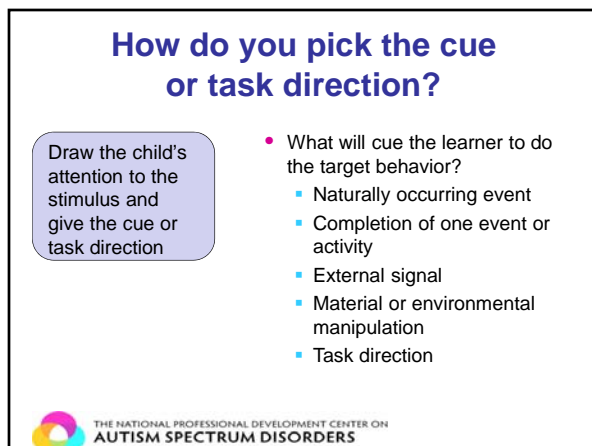 How do you pick the cue
or task direction?
Draw the child's
attention to the
stimulus and
give the cue or
task direction
• What will cue the learner to do
the target behavior?
▪ Naturally occurring event
▪ Completion of one event or
activity
▪ External signal
▪ Material or environmental
manipulation
▪ Task direction
THE NATIONAL PROFESSIONAL DEVELOPMENT CENTER ON
AUTISM SPECTRUM DISORDERS